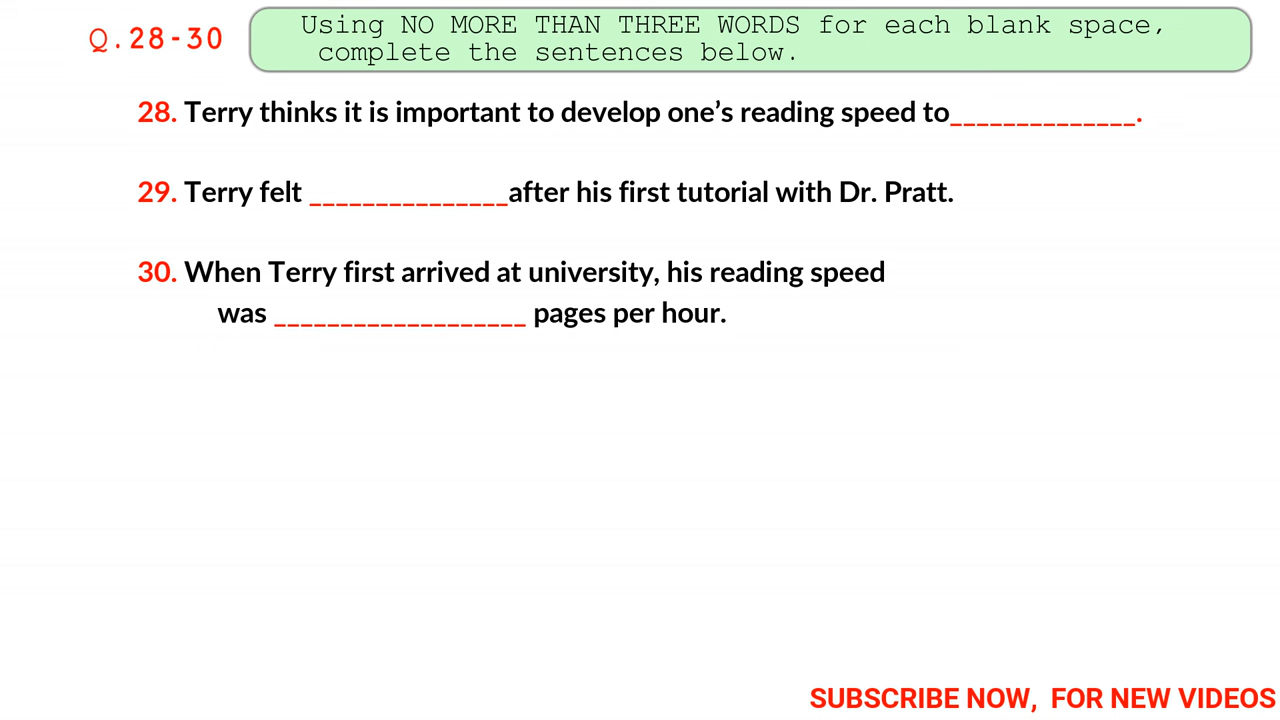 Q.28-30
Using NO MORE THAN THREE WORDS for each blank space,
complete the sentences below.
28. Terry thinks it is important to develop one’s reading speed to______________.
29. Terry felt _______________after his first tutorial with Dr. Pratt.
30. When Terry first arrived at university, his reading speed
was ___________________ pages per hour.
SUBSCRIBE NOW, FOR NEW VIDEOS